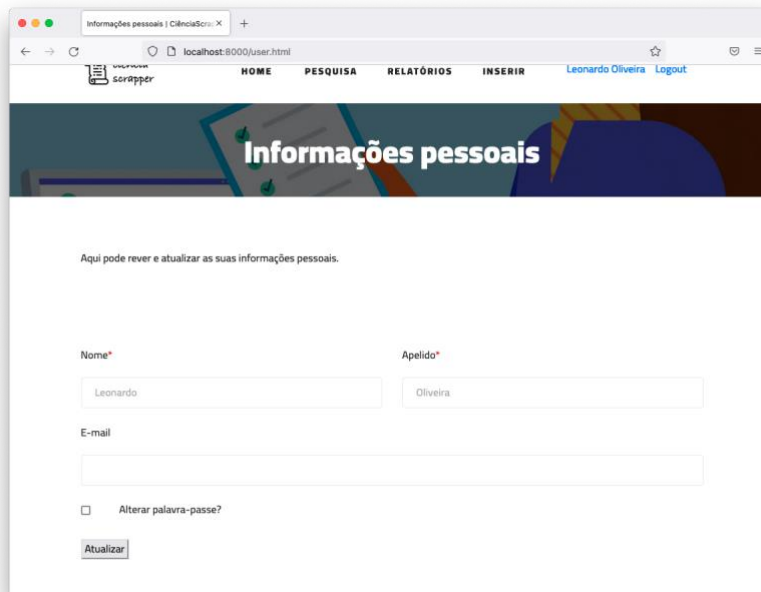 Informações pessoais | CiênciaScra
localhost:8000/user.html
scrapper
HOME PESQUISA RELATÓRIOS INSERIR Leonardo Oliveira Logout
Informações pessoais
Aqui pode rever e atualizar as suas informações pessoais.
Nome* Apelido*
Leonardo Oliveira
E-mail
Alterar palavra-passe?
Atualizar